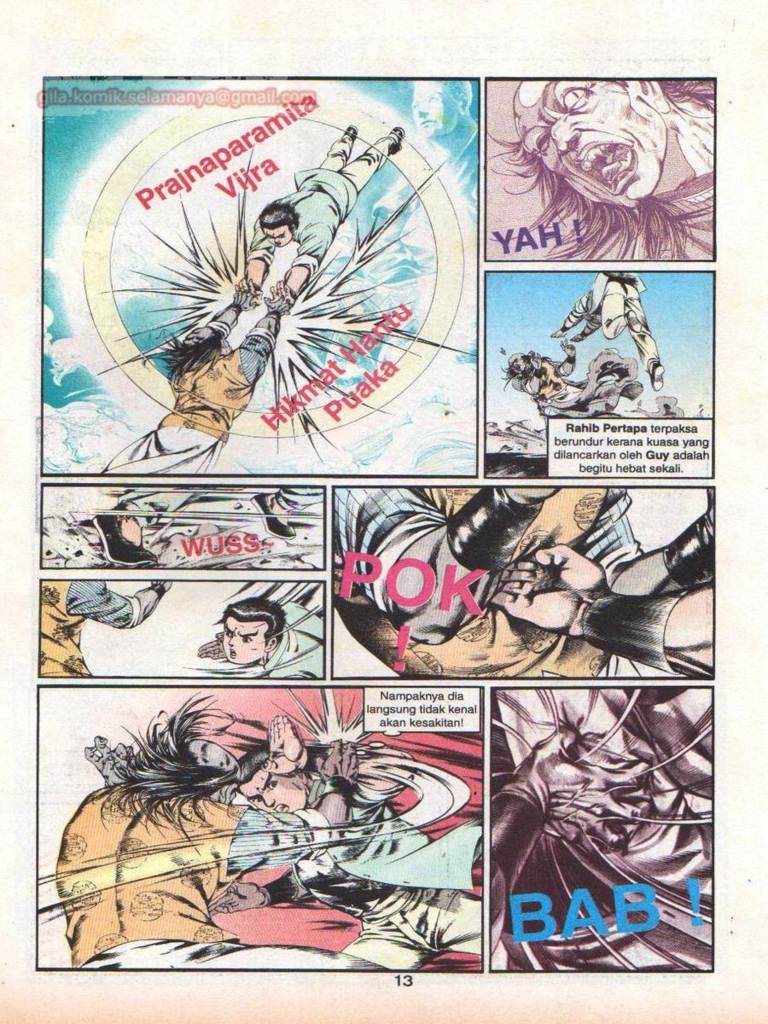 gila.komik.selamanya@gmail.com
Prajnaparamita
Vijra
Hikmat Hantu
Puaka
YAH !
Rahib Pertapa terpaksa
berundur kerana kuasa yang
dilancarkan oleh Guy adalah
begitu hebat sekali.
WUSS
POK
!
Nampaknya dia
langsung tidak kenal
akan kesakitan!
BAB !
13